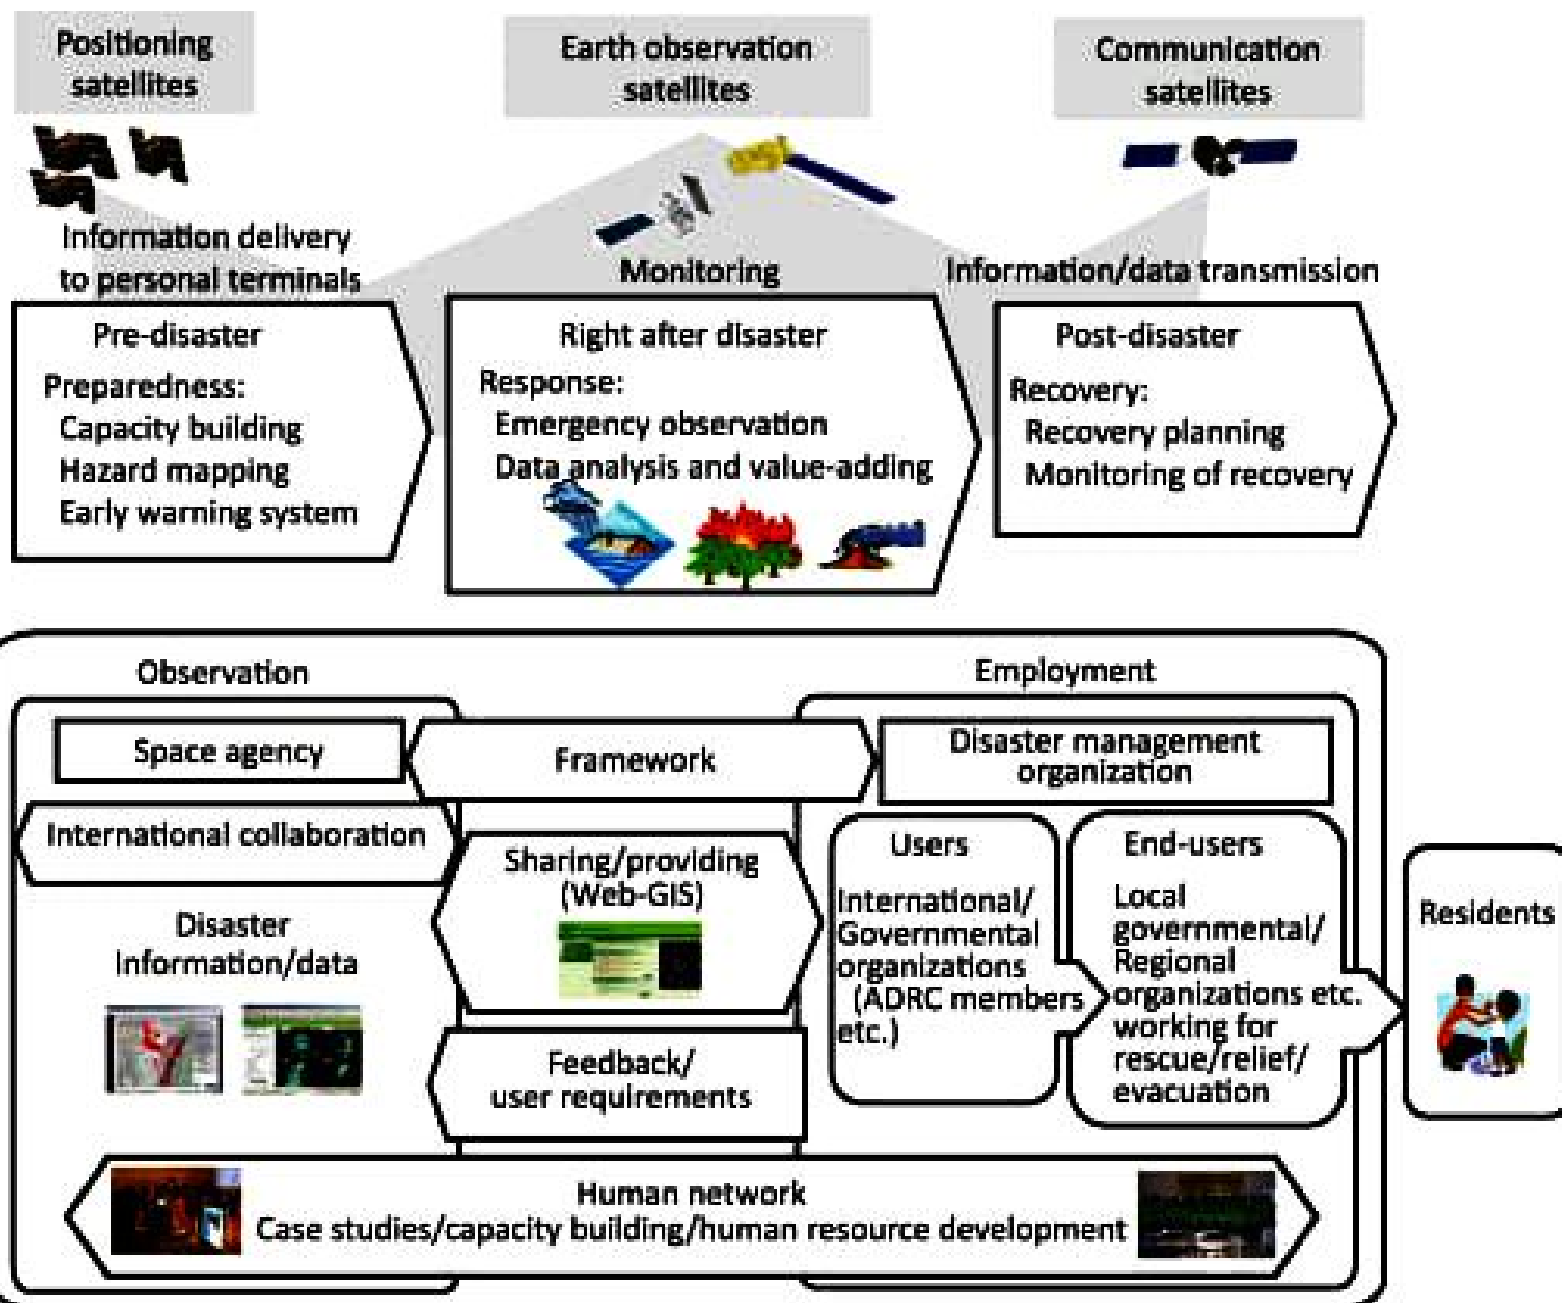 Positioning
satellites
Earth observation
satellites
Communication
satellites
Information delivery
to personal terminals
Monitoring
Information/data transmission
Pre-disaster
Preparedness:
Capacity building
Hazard mapping
Early warning system
Right after disaster
Response:
Emergency observation
Data analysis and value-adding
Post-disaster
Recovery:
Recovery planning
Monitoring of recovery
Observation
Employment
Space agency
Framework
Disaster management
organization
International collaboration
Disaster
Information/data
Sharing/providing
(Web-GIS)
Feedback/
user requirements
Users
International/
Governmental
organizations
(ADRC members
etc.)
End-users
Local
governmental/
Regional
organizations etc.
working for
rescue/relief/
evacuation
Residents
Human network
Case studies/capacity building/human resource development